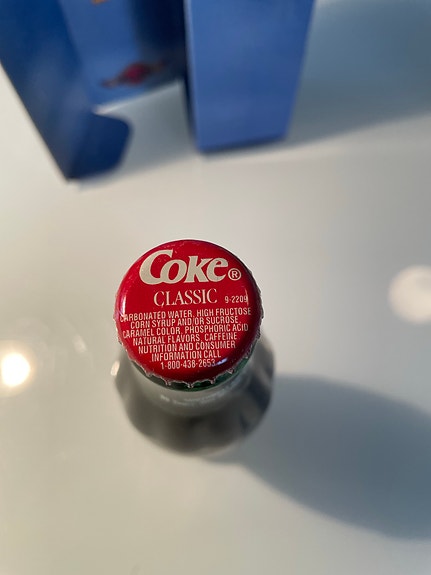 Coke®
CLASSIC 9-2209
CARBONATED WATER, HIGH FRUCTOSE
CORN SYRUP AND/OR SUCROSE
CARAMEL COLOR, PHOSPHORIC ACID
NATURAL FLAVORS, CAFFEINE
NUTRITION AND CONSUMER
INFORMATION CALL
1-800-438-2653